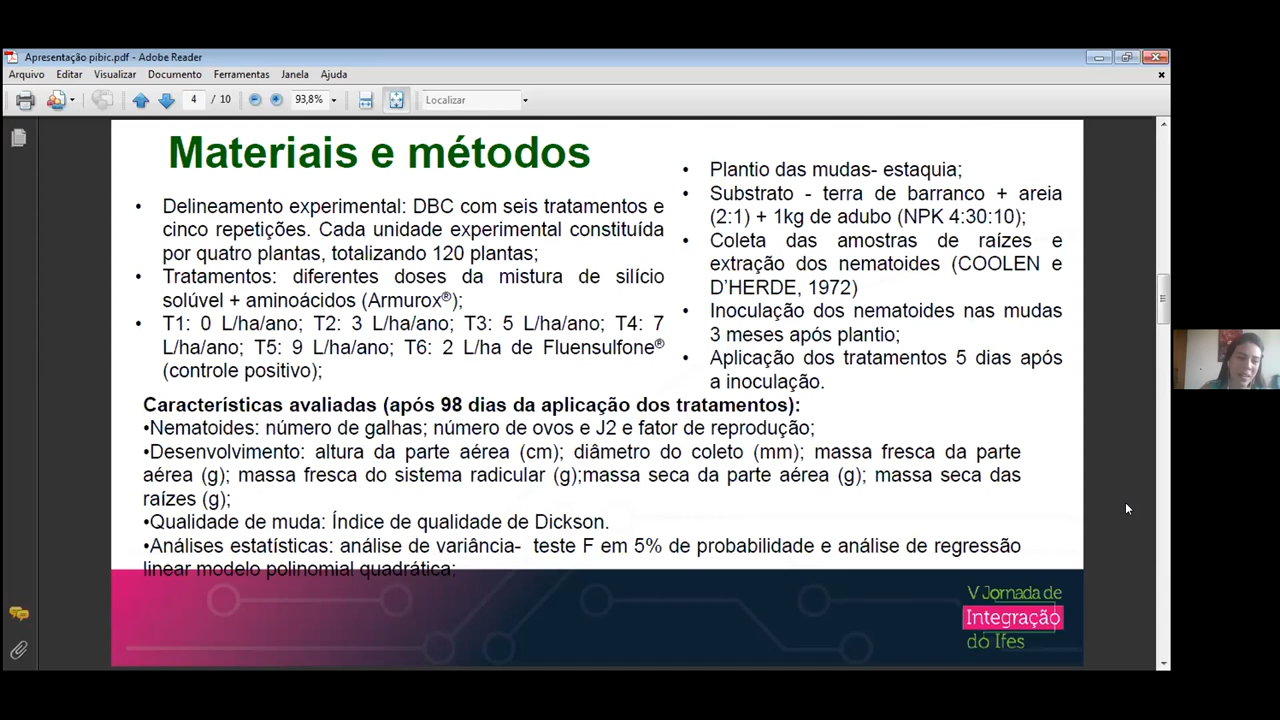 Apresentação pibic.pdf - Adobe Reader
Arquivo Editar Visualizar Documento Ferramentas Janela Ajuda
4 / 10 93,8% Localizar
Materiais e métodos
• Delineamento experimental: DBC com seis tratamentos e
cinco repetições. Cada unidade experimental constituída
por quatro plantas, totalizando 120 plantas;
• Tratamentos: diferentes doses da mistura de silício
solúvel + aminoácidos (Armurox®);
• T1: 0 L/ha/ano; T2: 3 L/ha/ano; T3: 5 L/ha/ano; T4: 7
L/ha/ano; T5: 9 L/ha/ano; T6: 2 L/ha de Fluensulfone®
(controle positivo);
• Plantio das mudas- estaquia;
• Substrato - terra de barranco + areia
(2:1) + 1kg de adubo (NPK 4:30:10);
• Coleta das amostras de raízes e
extração dos nematoides (COOLEN e
D'HERDE, 1972)
• Inoculação dos nematoides nas mudas
3 meses após plantio;
• Aplicação dos tratamentos 5 dias após
a inoculação.
Características avaliadas (após 98 dias da aplicação dos tratamentos):
•Nematoides: número de galhas; número de ovos e J2 e fator de reprodução;
•Desenvolvimento: altura da parte aérea (cm); diâmetro do coleto (mm); massa fresca da parte
aérea (g); massa fresca do sistema radicular (g);massa seca da parte aérea (g); massa seca das
raízes (g);
•Qualidade de muda: Índice de qualidade de Dickson.
•Análises estatísticas: análise de variância- teste F em 5% de probabilidade e análise de regressão
linear modelo polinomial quadrática;
V Jornada de
Integração
do Ifes